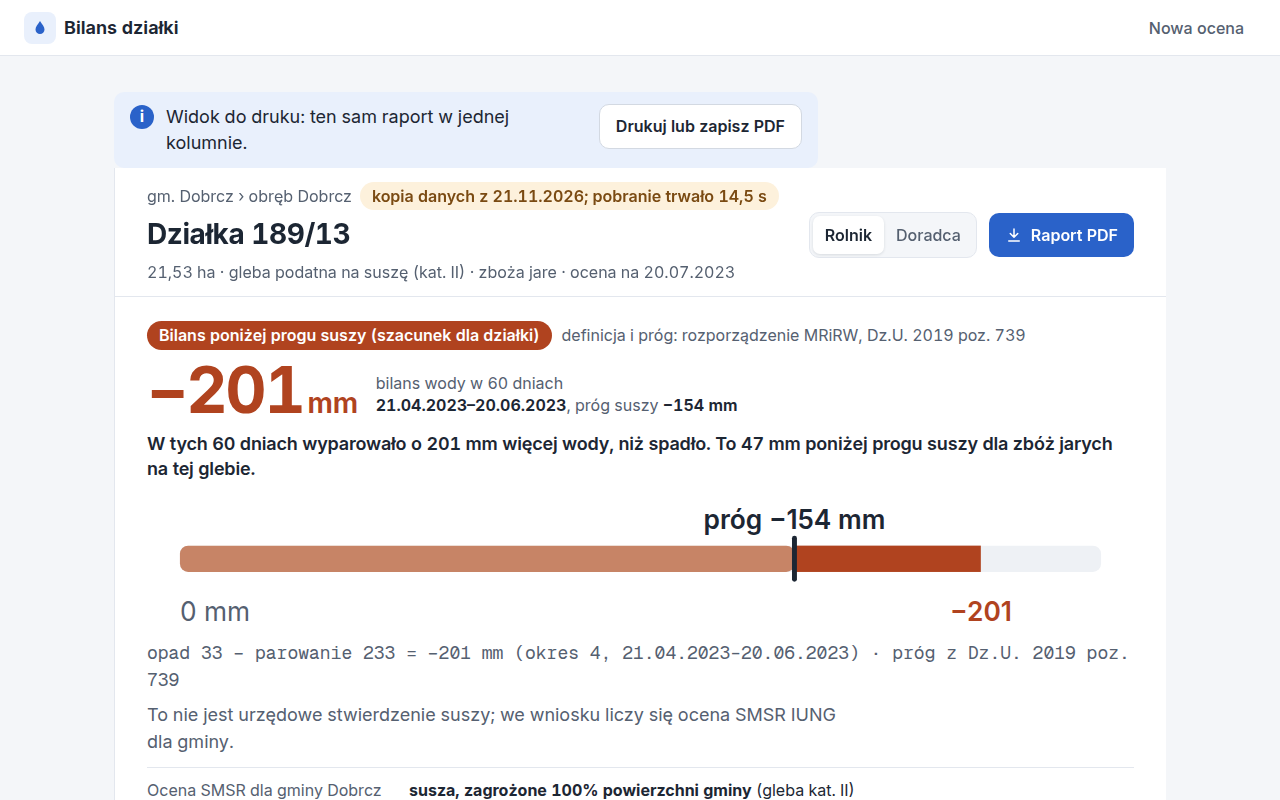 Bilans działki
Nowa ocena
i
Widok do druku: ten sam raport w jednej
kolumnie.
Drukuj lub zapisz PDF
gm. Dobrcz › obręb Dobrcz
kopia danych z 21.11.2026; pobranie trwało 14,5 s
Działka 189/13
Rolnik
Doradca
Raport PDF
21,53 ha · gleba podatna na suszę (kat. II) · zboża jare · ocena na 20.07.2023
Bilans poniżej progu suszy (szacunek dla działki)
definicja i próg: rozporządzenie MRiRW, Dz.U. 2019 poz. 739
−201 mm
bilans wody w 60 dniach
21.04.2023–20.06.2023, próg suszy −154 mm
W tych 60 dniach wyparowało o 201 mm więcej wody, niż spadło. To 47 mm poniżej progu suszy dla zbóż jarych
na tej glebie.
próg −154 mm
0 mm
−201
opad 33 − parowanie 233 = −201 mm (okres 4, 21.04.2023–20.06.2023) · próg z Dz.U. 2019 poz.
739
To nie jest urzędowe stwierdzenie suszy; we wniosku liczy się ocena SMSR IUNG
dla gminy.
Ocena SMSR dla gminy Dobrcz
susza, zagrożone 100% powierzchni gminy (gleba kat. II)